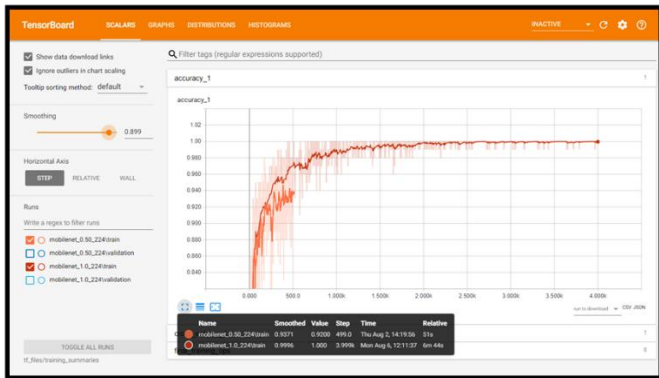 TensorBoard SCALARS GRAPHS DISTRIBUTIONS HISTOGRAMS INACTIVE
Show data download links
Ignore outliers in chart scaling
Tooltip sorting method: default
Smoothing
0.899
Horizontal Axis
STEP RELATIVE WALL
Runs
Write a regex to filter runs
mobilenet_0.50_224\train
mobilenet_0.50_224\validation
mobilenet_1.0_224\train
mobilenet_1.0_224\validation
TOGGLE ALL RUNS
tf_files/training_summaries
Filter tags (regular expressions supported)
accuracy_1 1
accuracy_1
1.02
1.00
0.980
0.960
0.940
0.920
0.900
0.880
0.860
0.840
0.000 500.0 1.000k 1.500k 2.000k 2.500k 3.000k 3.500k 4.000k
run to download CSV JSON
Name Smoothed Value Step Time Relative
mobilenet_0.50_224\train 0.9371 0.9200 499.0 Thu Aug 2, 14:19:56 51s
mobilenet_1.0_224\train 0.9996 1.000 3.999k Mon Aug 6, 12:11:37 6m 44s